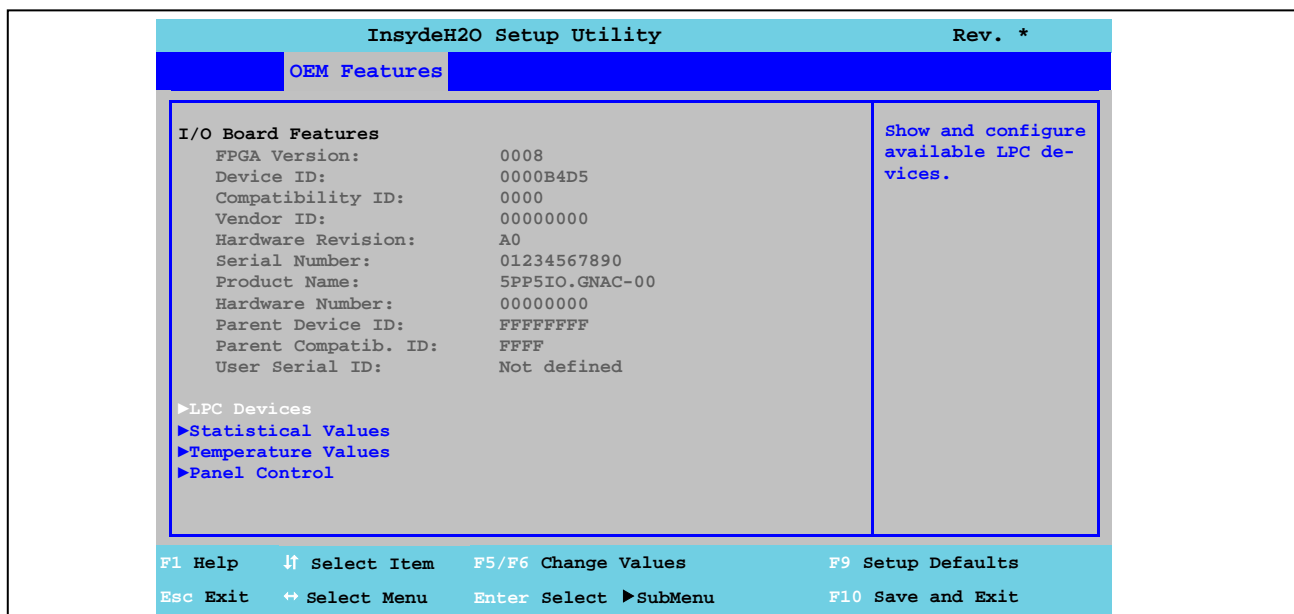 InsydeH2O Setup Utility Rev. *
OEM Features
I/O Board Features
FPGA Version: 0008
Device ID: 0000B4D5
Compatibility ID: 0000
Vendor ID: 00000000
Hardware Revision: A0
Serial Number: 01234567890
Product Name: 5PP5IO.GNAC-00
Hardware Number: 00000000
Parent Device ID: FFFFFFFF
Parent Compatib. ID: FFFF
User Serial ID: Not defined
►LPC Devices
►Statistical Values
►Temperature Values
►Panel Control
Show and configure
available LPC de-
vices.
F1 Help ↓↑ Select Item F5/F6 Change Values F9 Setup Defaults
Esc Exit ↔ Select Menu Enter Select ►SubMenu F10 Save and Exit